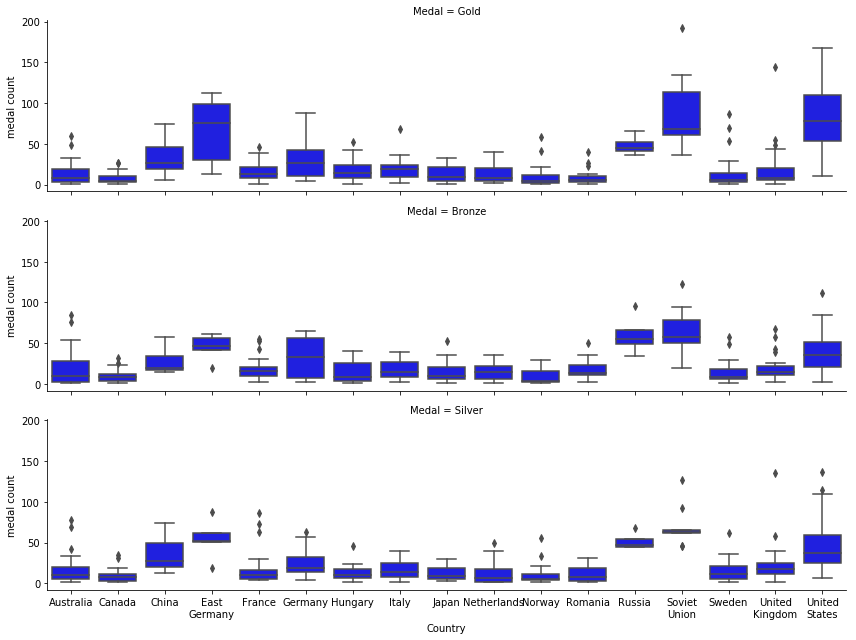 Medal = Gold
200
150
100
50
0
medal count
Medal = Bronze
200
150
100
50
0
medal count
Medal = Silver
200
150
100
50
0
medal count
Australia Canada China East Germany France Germany Hungary Italy Japan Netherlands Norway Romania Russia Soviet Union Sweden United Kingdom United States
Country